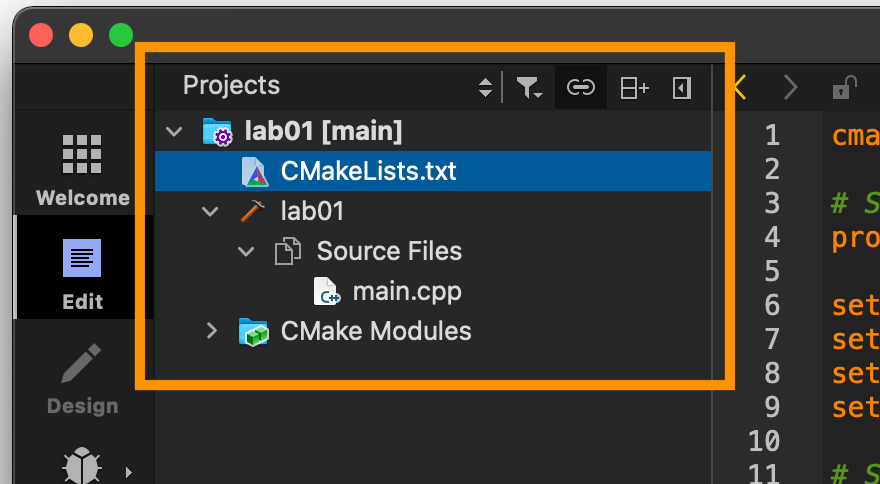 Projects
lab01 [main]
CMakeLists.txt
lab01
Source Files
C++
main.cpp
CMake Modules
Welcome
Edit
Design
1 cma
2
3 # S
4 pro
5
6 set
7 set
8 set
9 set
10
11 # S